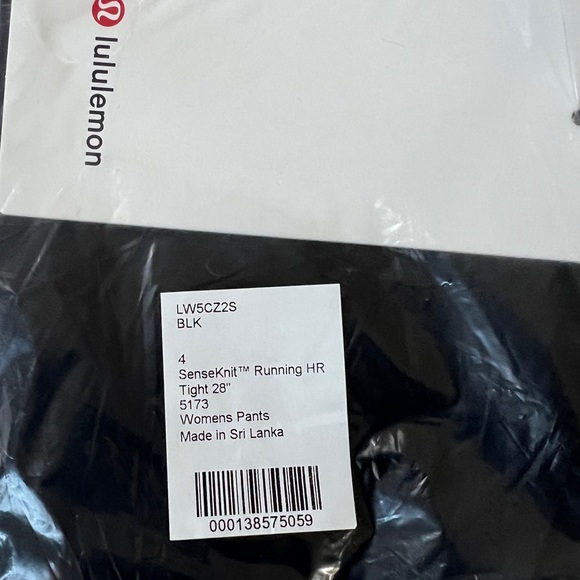 lululemon
LW5CZ2S
BLK
4
SenseKnit™ Running HR
Tight 28"
5173
Womens Pants
Made in Sri Lanka
000138575059